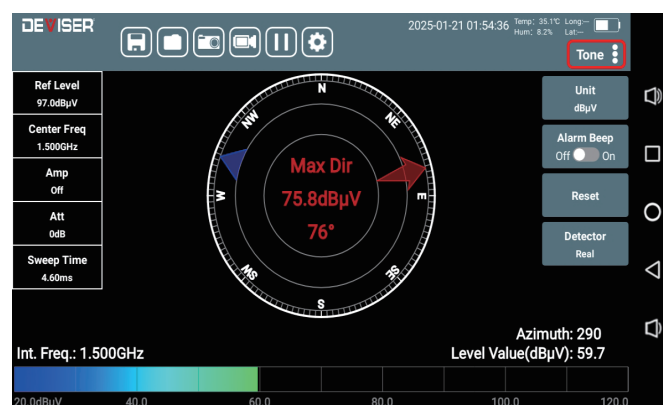 DEVISER
2025-01-21 01:54:36
Temp: 35.1℃ Long:--
Hum: 8.2% Lat:--
Tone
Ref Level
97.0dBμV
Center Freq
1.500GHz
Amp
Off
Att
0dB
Sweep Time
4.60ms
N
NE
E
SE
S
SW
W
NW
Max Dir
75.8dBμV
76°
Unit
dBμV
Alarm Beep
Off On
Reset
Detector
Real
Azimuth: 290
Int. Freq.: 1.500GHz
Level Value(dBμV): 59.7
20.0dBμV 40.0 60.0 80.0 100.0 120.0